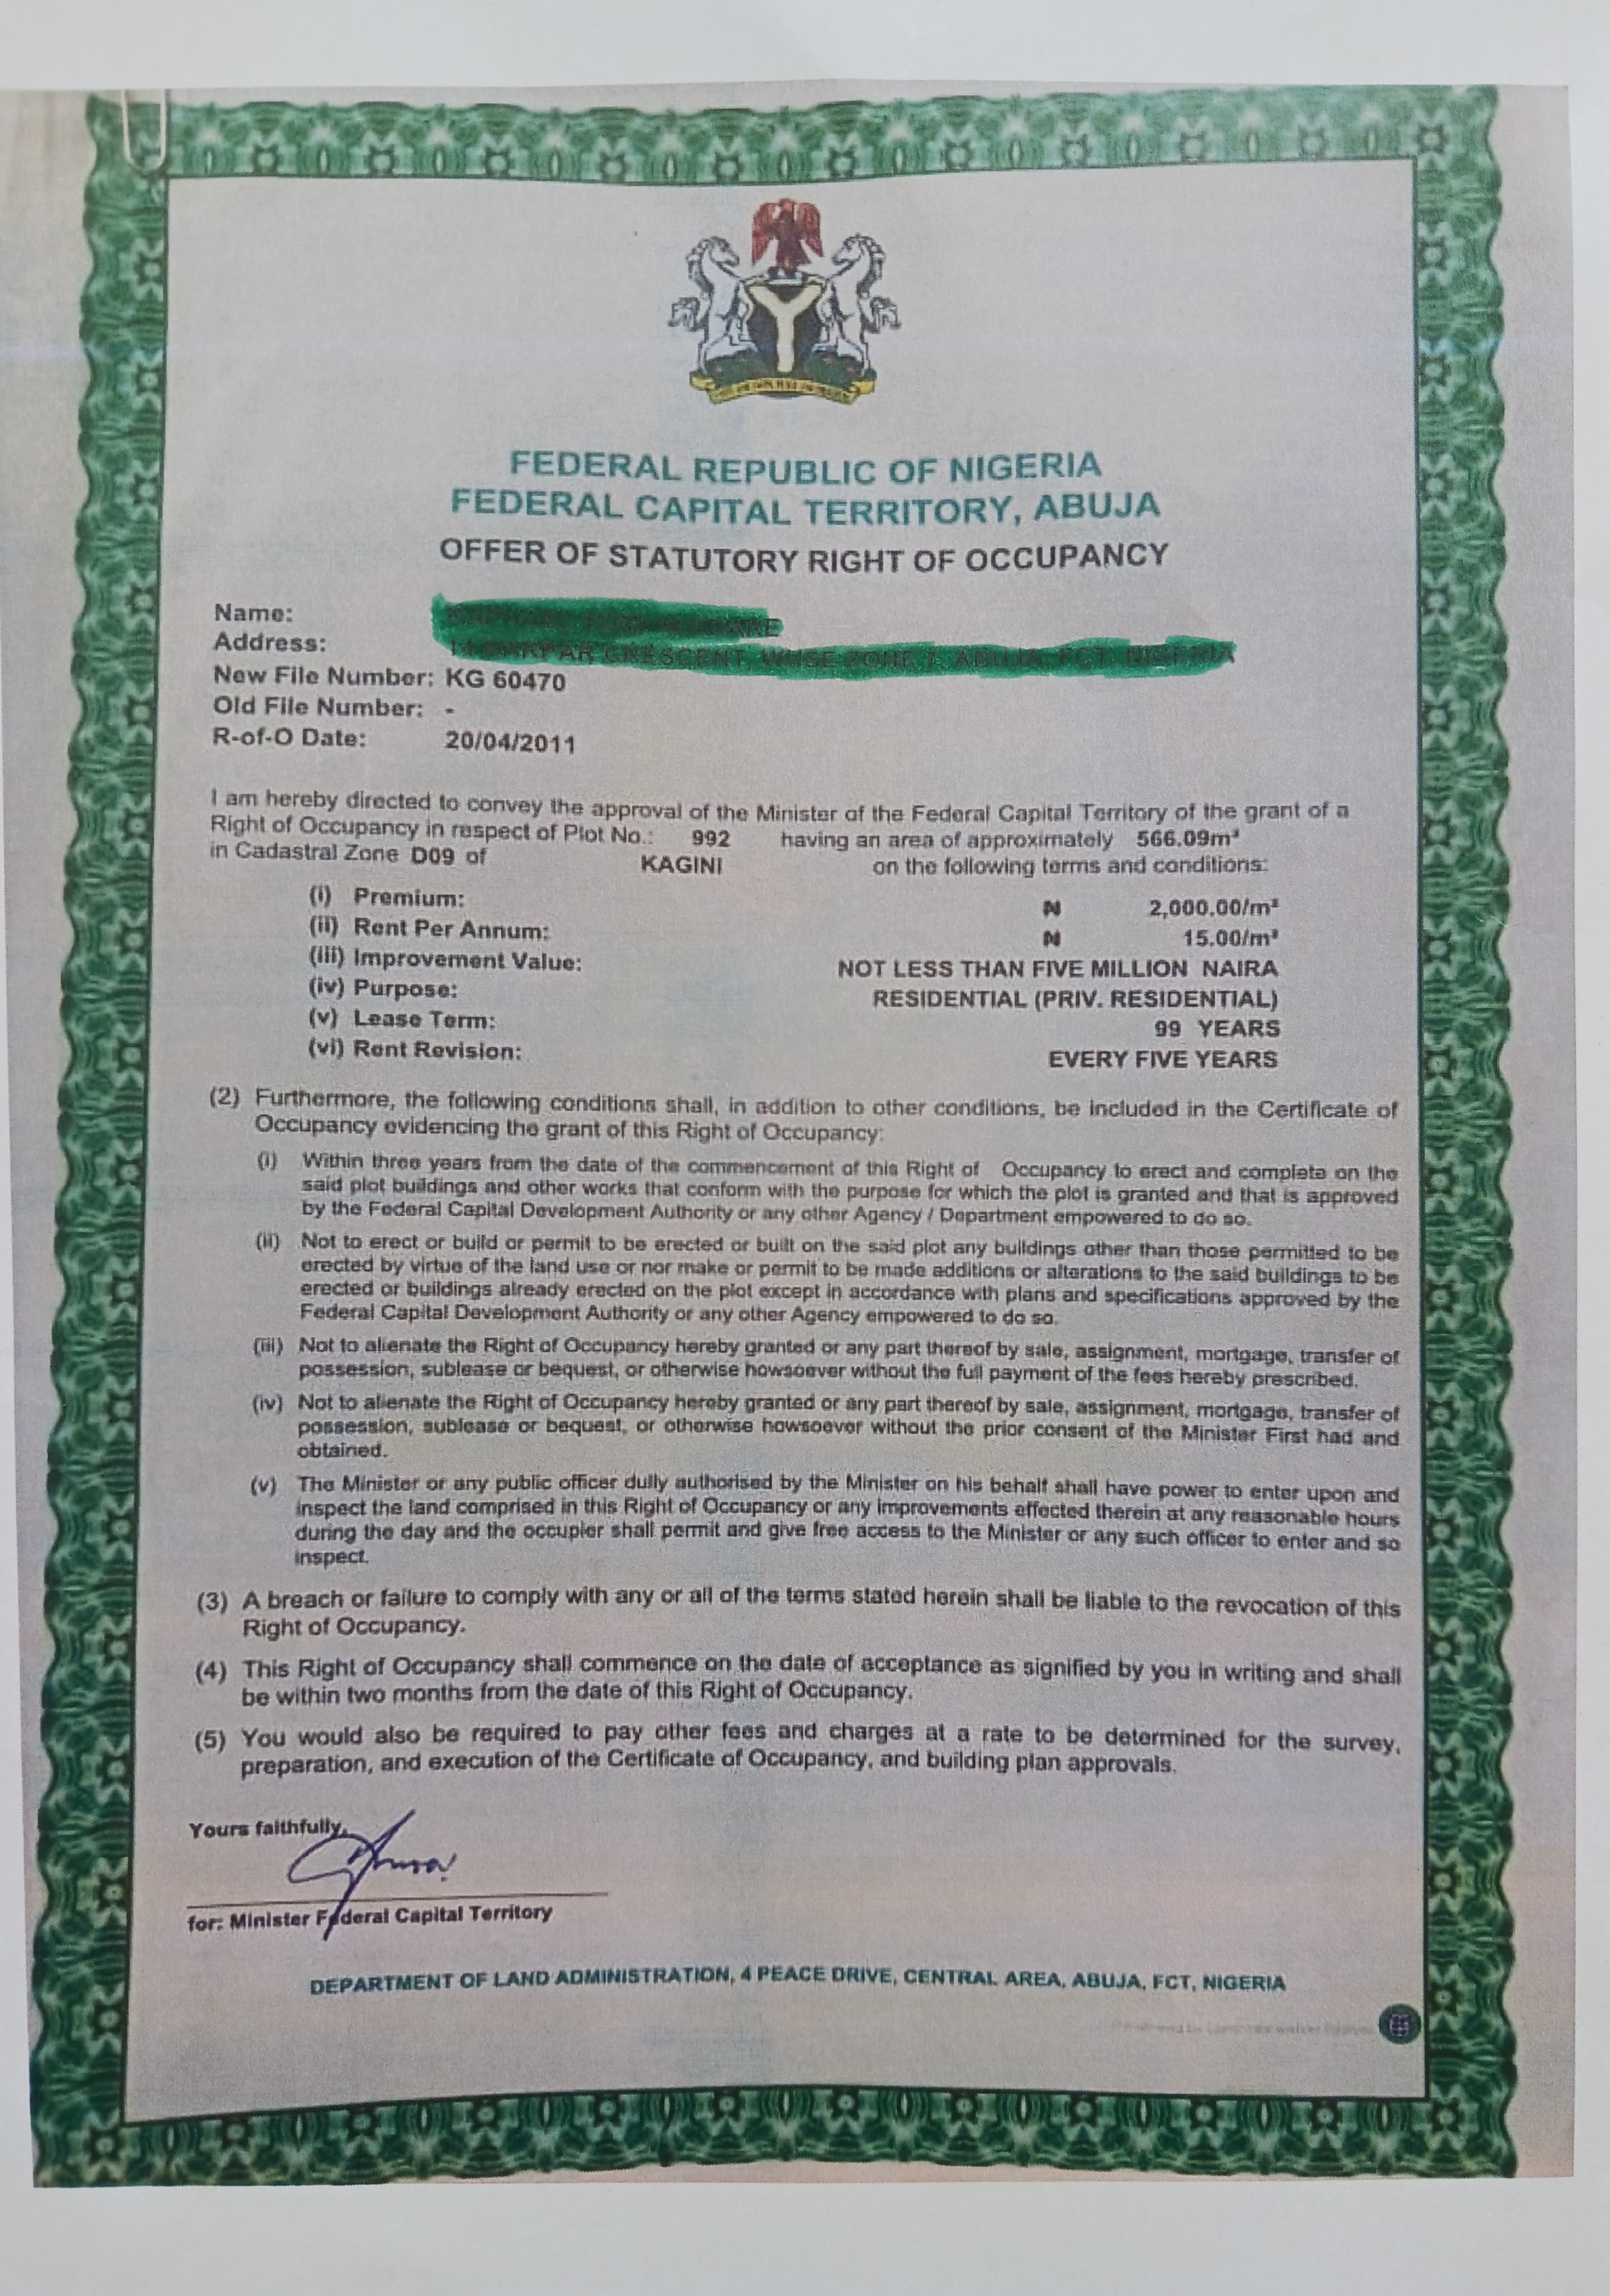 FEDERAL REPUBLIC OF NIGERIA
FEDERAL CAPITAL TERRITORY, ABUJA
OFFER OF STATUTORY RIGHT OF OCCUPANCY
Name:
Address: CRESCENT, WUSE ZONE 7, ABUJA, FCT, NIGERIA
New File Number: KG 60470
Old File Number: -
R-of-O Date: 20/04/2011
I am hereby directed to convey the approval of the Minister of the Federal Capital Territory of the grant of a
Right of Occupancy in respect of Plot No.: 992 having an area of approximately 566.09m²
in Cadastral Zone D09 of KAGINI on the following terms and conditions:
(i) Premium: ₦ 2,000.00/m²
(ii) Rent Per Annum: ₦ 15.00/m²
(iii) Improvement Value: NOT LESS THAN FIVE MILLION NAIRA
(iv) Purpose: RESIDENTIAL (PRIV. RESIDENTIAL)
(v) Lease Term: 99 YEARS
(vi) Rent Revision: EVERY FIVE YEARS
(2) Furthermore, the following conditions shall, in addition to other conditions, be included in the Certificate of
Occupancy evidencing the grant of this Right of Occupancy:
(i) Within three years from the date of the commencement of this Right of Occupancy to erect and complete on the
said plot buildings and other works that conform with the purpose for which the plot is granted and that is approved
by the Federal Capital Development Authority or any other Agency / Department empowered to do so.
(ii) Not to erect or build or permit to be erected or built on the said plot any buildings other than those permitted to be
erected by virtue of the land use or nor make or permit to be made additions or alterations to the said buildings to be
erected or buildings already erected on the plot except in accordance with plans and specifications approved by the
Federal Capital Development Authority or any other Agency empowered to do so.
(iii) Not to alienate the Right of Occupancy hereby granted or any part thereof by sale, assignment, mortgage, transfer of
possession, sublease or bequest, or otherwise howsoever without the full payment of the fees hereby prescribed.
(iv) Not to alienate the Right of Occupancy hereby granted or any part thereof by sale, assignment, mortgage, transfer of
possession, sublease or bequest, or otherwise howsoever without the prior consent of the Minister First had and
obtained.
(v) The Minister or any public officer dully authorised by the Minister on his behalf shall have power to enter upon and
inspect the land comprised in this Right of Occupancy or any improvements effected therein at any reasonable hours
during the day and the occupier shall permit and give free access to the Minister or any such officer to enter and so
inspect.
(3) A breach or failure to comply with any or all of the terms stated herein shall be liable to the revocation of this
Right of Occupancy.
(4) This Right of Occupancy shall commence on the date of acceptance as signified by you in writing and shall
be within two months from the date of this Right of Occupancy.
(5) You would also be required to pay other fees and charges at a rate to be determined for the survey,
preparation, and execution of the Certificate of Occupancy, and building plan approvals.
Yours faithfully,
for: Minister Federal Capital Territory
DEPARTMENT OF LAND ADMINISTRATION, 4 PEACE DRIVE, CENTRAL AREA, ABUJA, FCT, NIGERIA